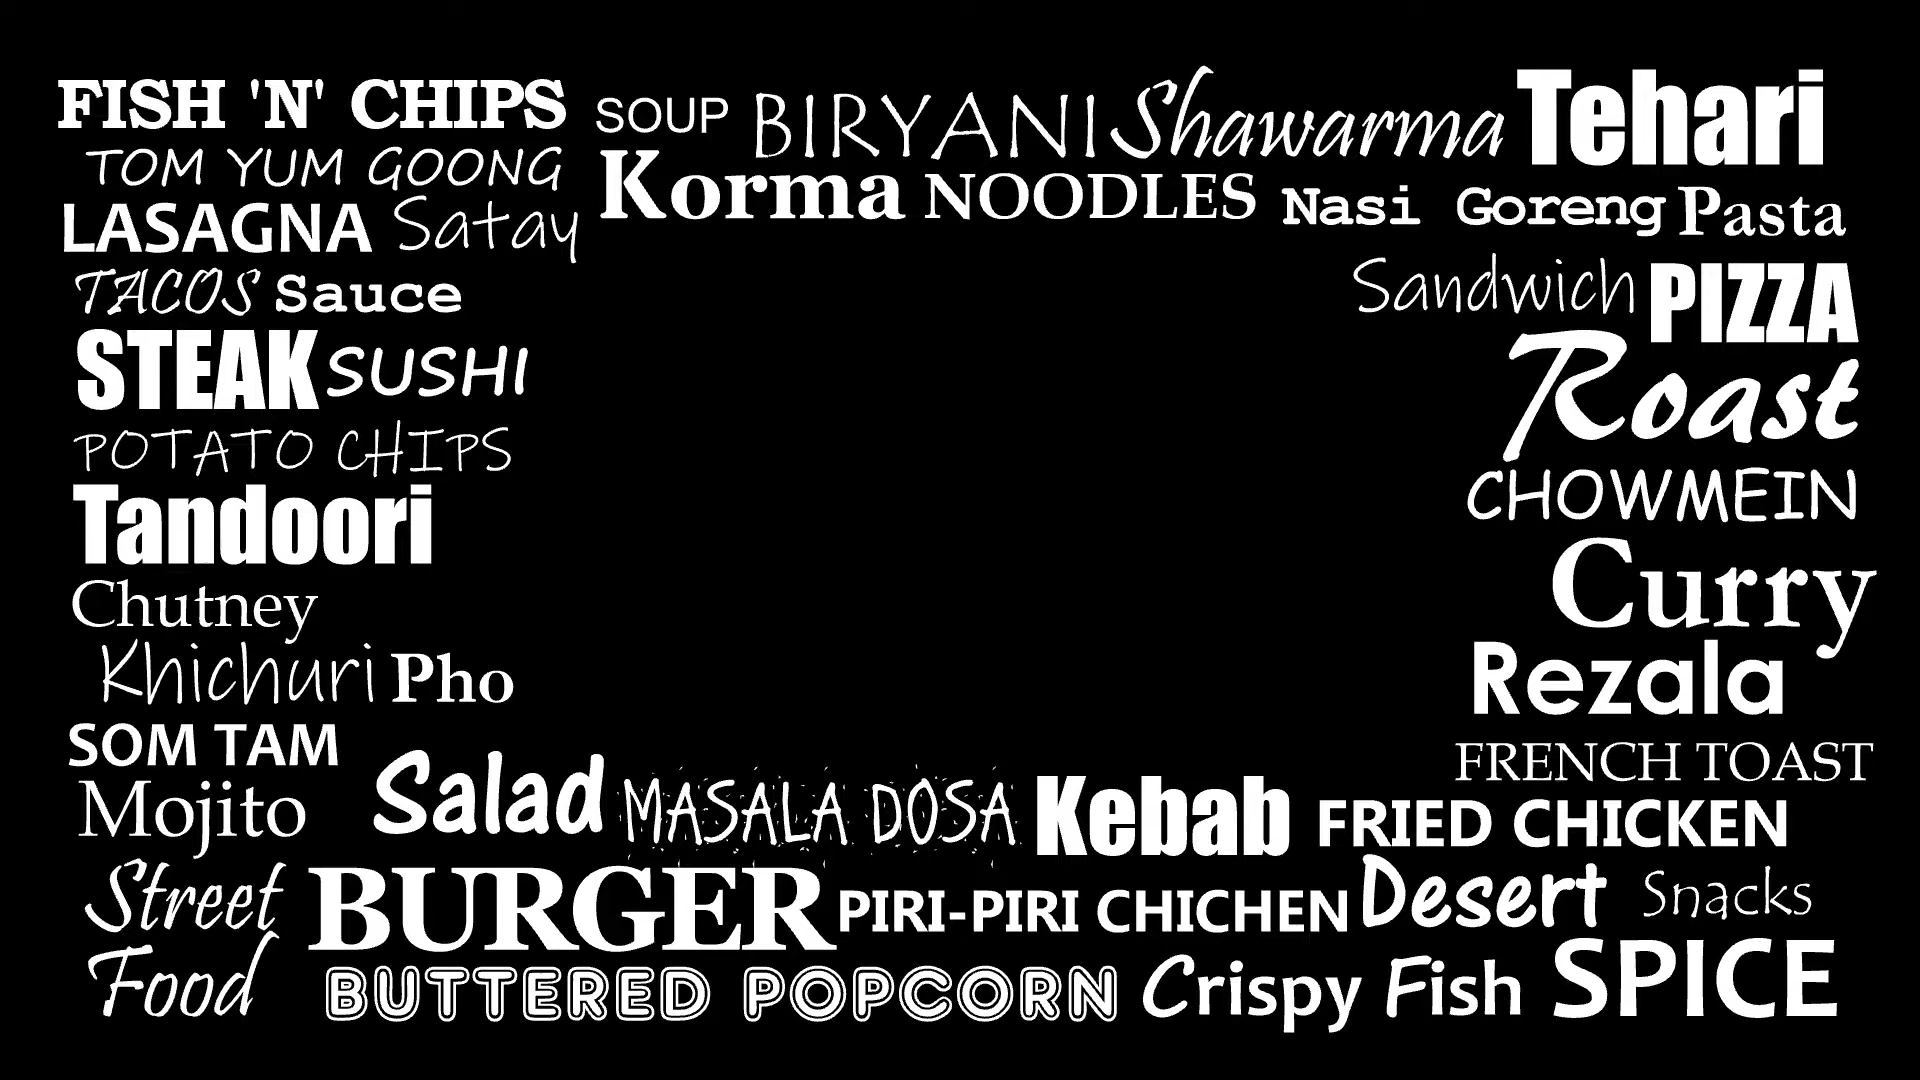 FISH 'N' CHIPS SOUP BIRYANI Shawarma Tehari
TOM YUM GOONG Korma NOODLES Nasi Goreng Pasta
LASAGNA Satay
TACOS Sauce Sandwich PIZZA
STEAK SUSHI Roast
POTATO CHIPS CHOWMEIN
Tandoori
Chutney Curry
Khichuri Pho Rezala
SOM TAM FRENCH TOAST
Mojito Salad MASALA DOSA Kebab FRIED CHICKEN
Street BURGER PIRI-PIRI CHICHEN Desert Snacks
Food BUTTERED POPCORN Crispy Fish SPICE